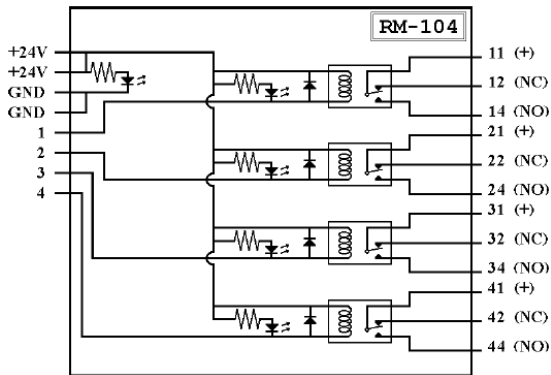 RM-104
+24V
+24V
GND
GND
1
2
3
4
11 (+)
12 (NC)
14 (NO)
21 (+)
22 (NC)
24 (NO)
31 (+)
32 (NC)
34 (NO)
41 (+)
42 (NC)
44 (NO)